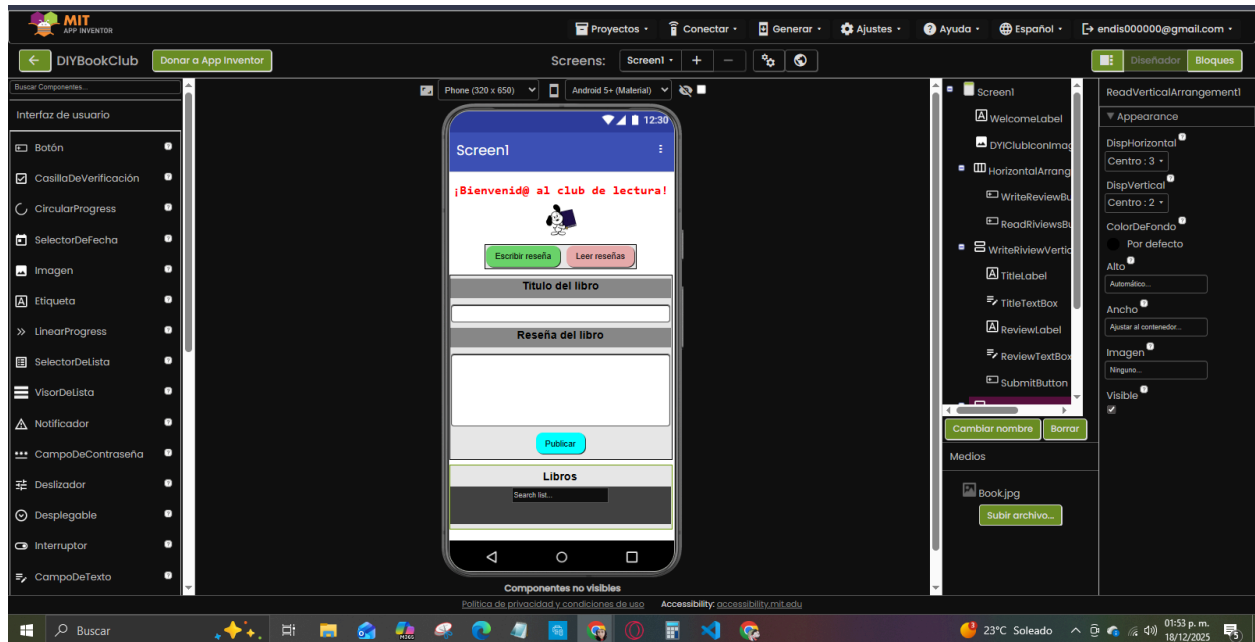 MIT
APP INVENTOR
Proyectos
Conectar
Generar
Ajustes
Ayuda
Español
endis000000@gmail.com
DIYBookClub
Donar a App Inventor
Screens:
Screen1
Diseñador
Bloques
Buscar Componentes...
Interfaz de usuario
Botón
CasillaDeVerificación
CircularProgress
SelectorDeFecha
Imagen
Etiqueta
LinearProgress
SelectorDeLista
VisorDeLista
Notificador
CampoDeContraseña
Deslizador
Desplegable
Interruptor
CampoDeTexto
Phone (320 x 650)
Android 5+ (Material)
12:30
Screen1
¡Bienvenid@ al club de lectura!
Escribir reseña
Leer reseñas
Titulo del libro
Reseña del libro
Publicar
Libros
Search list...
Componentes no visibles
Screen1
WelcomeLabel
DYIClubIconImag
HorizontalArrang
WriteReviewBu
ReadRiviewsBu
WriteRiviewVertic
TitleLabel
TitleTextBox
ReviewLabel
ReviewTextBox
SubmitButton
Cambiar nombre
Borrar
Medios
Book.jpg
Subir archivo...
ReadVerticalArrangement1
Appearance
DispHorizontal
Centro : 3
DispVertical
Centro : 2
ColorDeFondo
Por defecto
Alto
Automático...
Ancho
Ajustar al contenedor...
Imagen
Ninguno...
Visible
Política de privacidad y condiciones de uso
Accessibility: accessibility.mit.edu
Buscar
M365
23°C Soleado
01:53 p. m.
18/12/2025